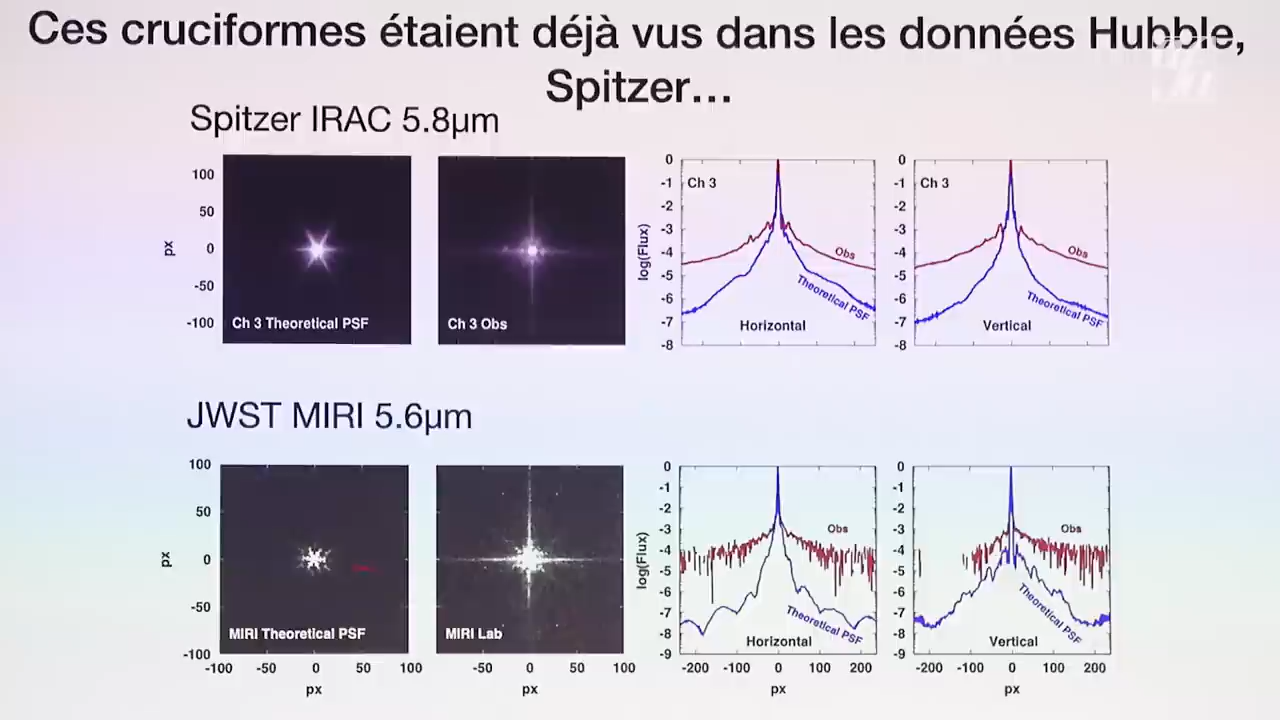 Ces cruciformes étaient déjà vus dans les données Hubble,
Spitzer...
Spitzer IRAC 5.8µm
100
50
0
-50
-100
px
Ch 3 Theoretical PSF
Ch 3 Obs
0
-1
-2
-3
-4
-5
-6
-7
-8
log(Flux)
Ch 3
Obs
Theoretical PSF
Horizontal
0
-1
-2
-3
-4
-5
-6
-7
-8
Ch 3
Obs
Theoretical PSF
Vertical
JWST MIRI 5.6µm
100
50
0
-50
-100
px
MIRI Theoretical PSF
-100 -50 0 50 100
px
MIRI Lab
-50 0 50 100
px
0
-1
-2
-3
-4
-5
-6
-7
-8
-9
log(Flux)
Obs
Theoretical PSF
Horizontal
-200 -100 0 100 200
px
0
-1
-2
-3
-4
-5
-6
-7
-8
-9
Obs
Theoretical PSF
Vertical
-200 -100 0 100 200
px